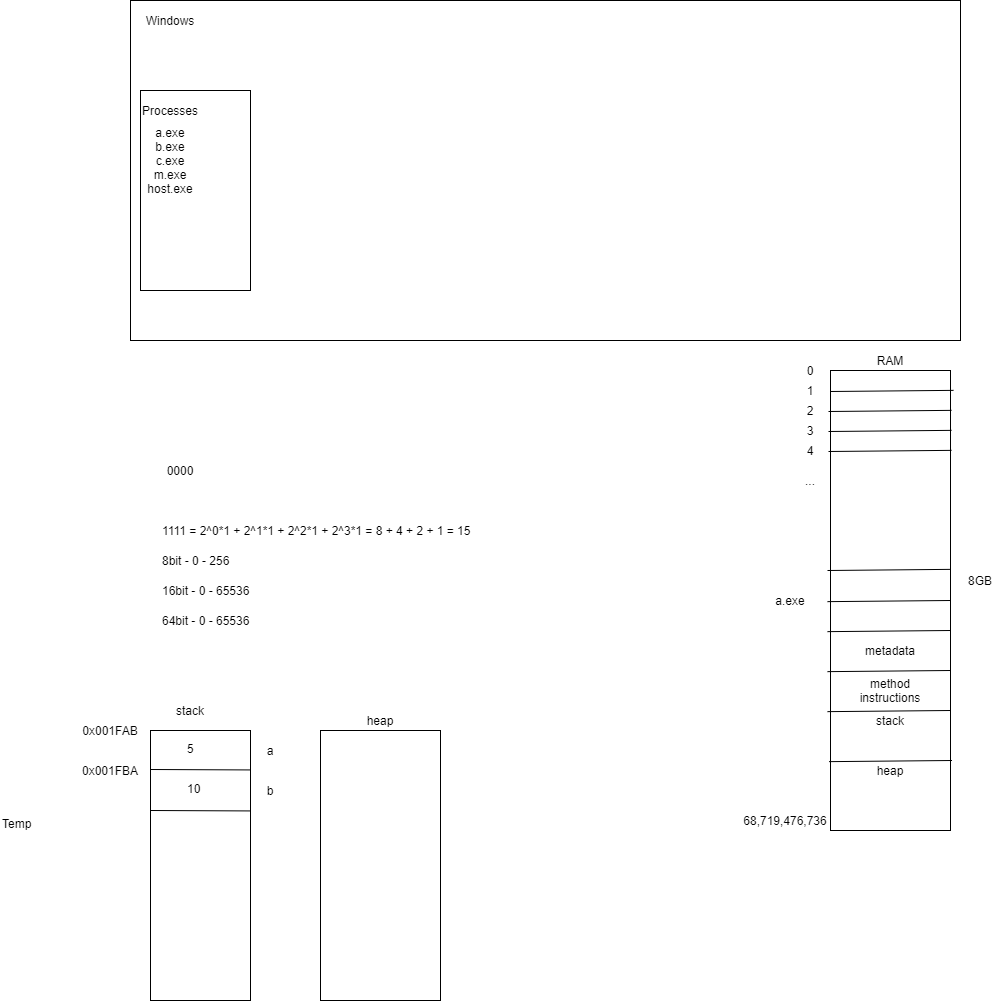 Windows
Processes
a.exe
b.exe
c.exe
m.exe
host.exe
RAM
0
1
2
3
4
...
0000
1111 = 2^0*1 + 2^1*1 + 2^2*1 + 2^3*1 = 8 + 4 + 2 + 1 = 15
8bit - 0 - 256
16bit - 0 - 65536
64bit - 0 - 65536
8GB
a.exe
metadata
method
instructions
stack
heap
68,719,476,736
stack
heap
0x001FAB
5
a
0x001FBA
10
b
Temp